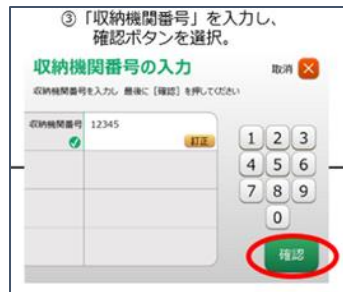 ③「収納機関番号」を入力し、
確認ボタンを選択。
収納機関番号の入力
取消
収納機関番号を入力し 最後に [確認] を押してください
収納機関番号 12345
訂正
1 2 3
4 5 6
7 8 9
0
確認